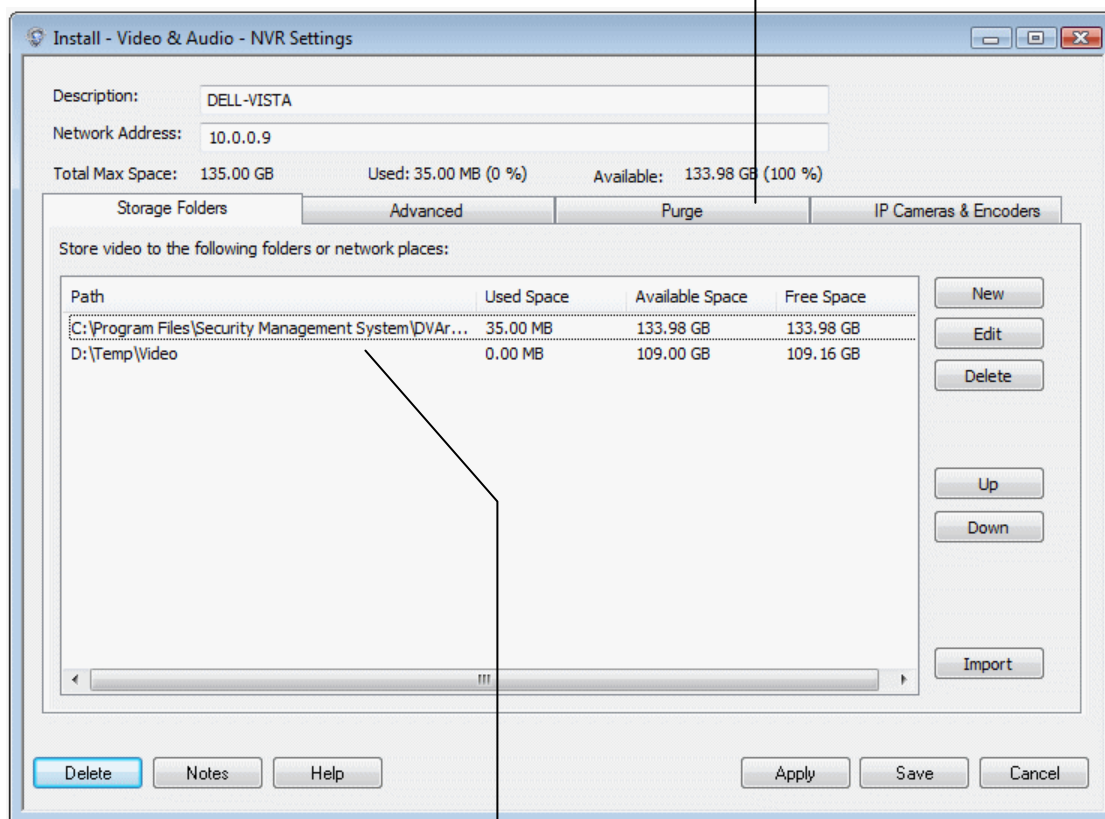 Install - Video & Audio - NVR Settings
Description: DELL-VISTA
Network Address: 10.0.0.9
Total Max Space: 135.00 GB Used: 35.00 MB (0 %) Available: 133.98 GB (100 %)
Storage Folders Advanced Purge IP Cameras & Encoders
Store video to the following folders or network places:
Path Used Space Available Space Free Space
C:\Program Files\Security Management System\DVAr... 35.00 MB 133.98 GB 133.98 GB
D:\Temp\Video 0.00 MB 109.00 GB 109.16 GB
New
Edit
Delete
Up
Down
Import
Delete Notes Help Apply Save Cancel